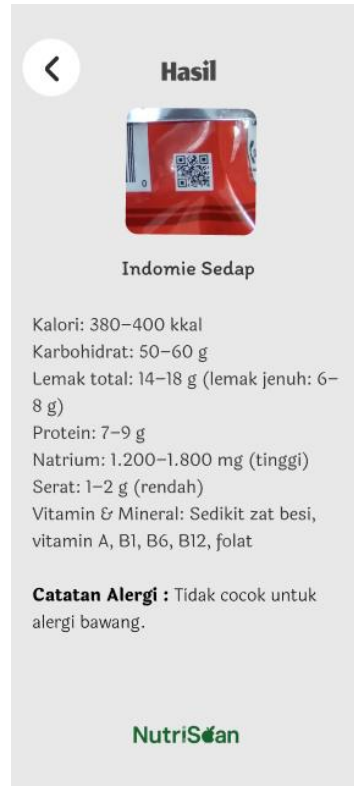 Hasil
Indomie Sedap
Kalori: 380–400 kkal
Karbohidrat: 50–60 g
Lemak total: 14–18 g (lemak jenuh: 6–
8 g)
Protein: 7–9 g
Natrium: 1.200–1.800 mg (tinggi)
Serat: 1–2 g (rendah)
Vitamin & Mineral: Sedikit zat besi,
vitamin A, B1, B6, B12, folat
Catatan Alergi : Tidak cocok untuk
alergi bawang.
NutriScan